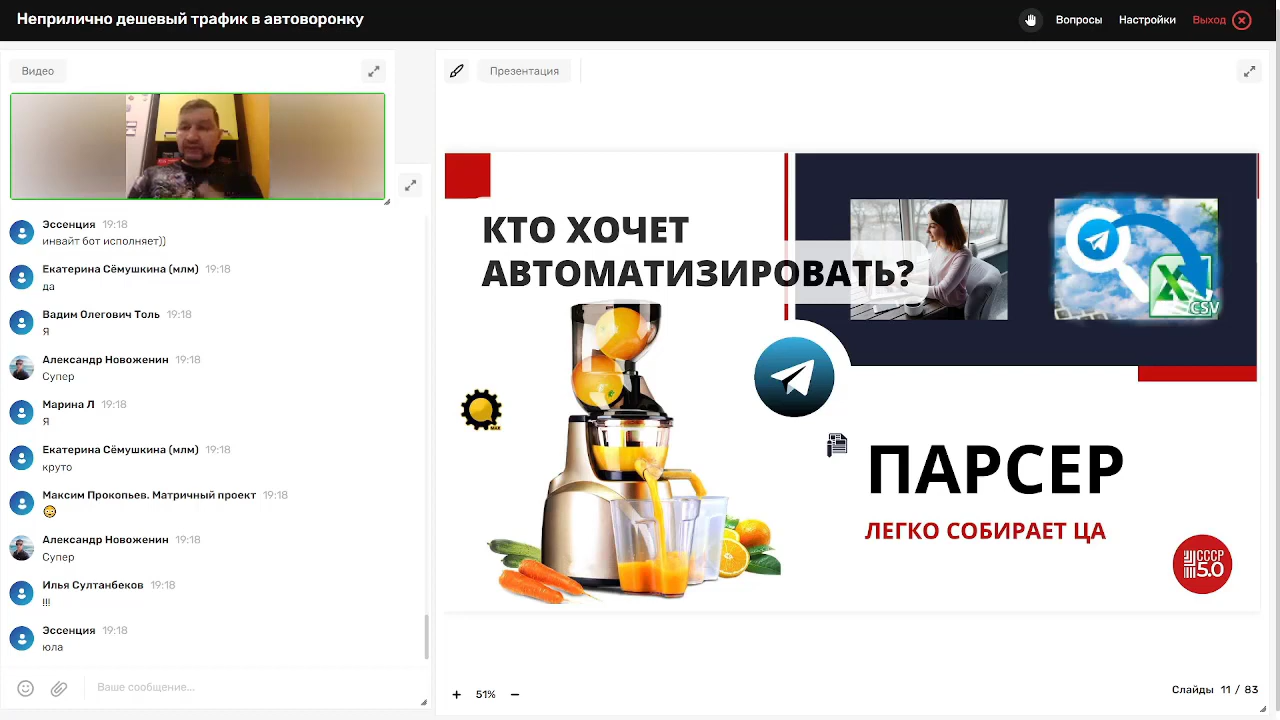 Неприлично дешевый трафик в автоворонку
Вопросы
Настройки
Выход
Видео
Эссенция 19:18
инвайт бот исполняет))
Екатерина Сёмушкина (млм) 19:18
да
Вадим Олегович Толь 19:18
Я
Александр Новоженин 19:18
Супер
Марина Л 19:18
Я
Екатерина Сёмушкина (млм) 19:18
круто
Максим Прокопьев. Матричный проект 19:18
Александр Новоженин 19:18
Супер
Илья Султанбеков 19:18
!!!
Эссенция 19:18
юла
Ваше сообщение...
Презентация
КТО ХОЧЕТ
АВТОМАТИЗИРОВАТЬ?
X
CSV
ПАРСЕР
ЛЕГКО СОБИРАЕТ ЦА
СССР
5.0
+ 51% −
Слайды 11 / 83